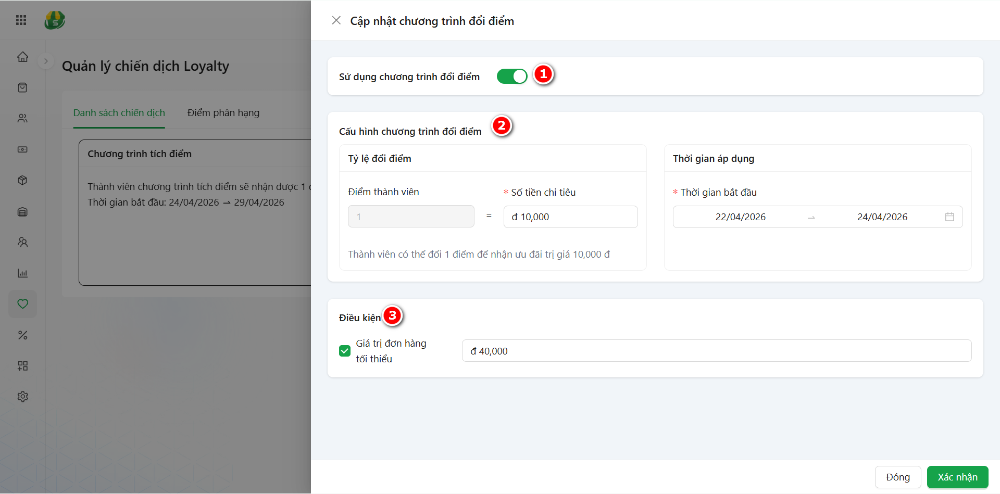 S
Quản lý chiến dịch Loyalty
Danh sách chiến dịch
Điểm phân hạng
Chương trình tích điểm
Thành viên chương trình tích điểm sẽ nhận được 1
Thời gian bắt đầu: 24/04/2026 → 29/04/2026
Cập nhật chương trình đổi điểm
Sử dụng chương trình đổi điểm
1
Cấu hình chương trình đổi điểm
2
Tỷ lệ đổi điểm
Điểm thành viên
* Số tiền chi tiêu
1
=
đ 10,000
Thành viên có thể đổi 1 điểm để nhận ưu đãi trị giá 10,000 đ
Thời gian áp dụng
* Thời gian bắt đầu
22/04/2026 → 24/04/2026
Điều kiện
3
Giá trị đơn hàng
tối thiểu
đ 40,000
Đóng
Xác nhận